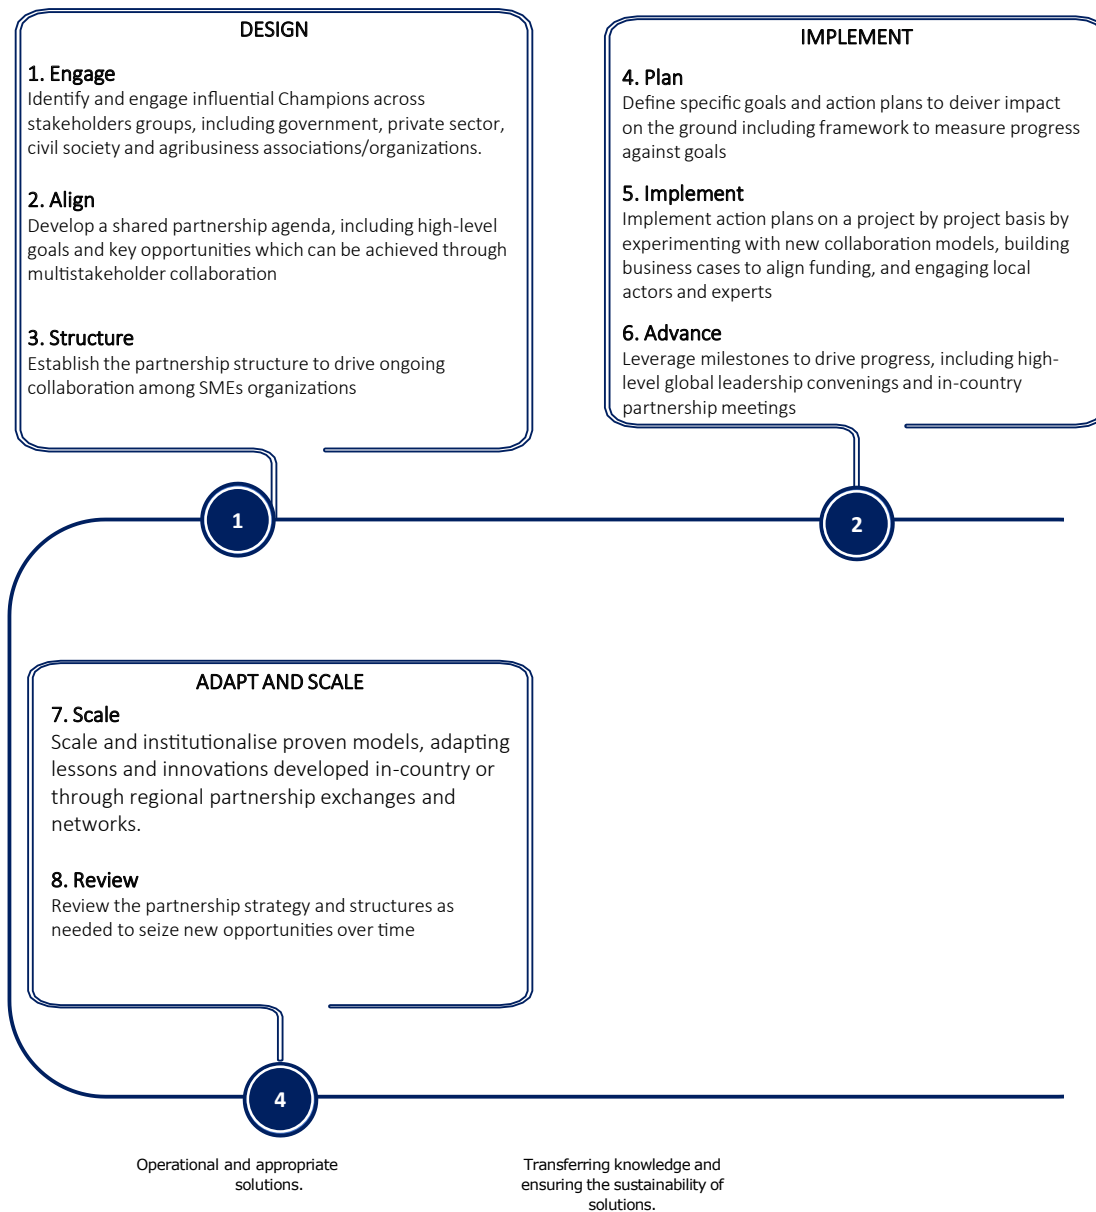 DESIGN
1. Engage
Identify and engage influential Champions across
stakeholders groups, including government, private sector,
civil society and agribusiness associations/organizations.
2. Align
Develop a shared partnership agenda, including high-level
goals and key opportunities which can be achieved through
multistakeholder collaboration
3. Structure
Establish the partnership structure to drive ongoing
collaboration among SMEs organizations
IMPLEMENT
4. Plan
Define specific goals and action plans to deiver impact
on the ground including framework to measure progress
against goals
5. Implement
Implement action plans on a project by project basis by
experimenting with new collaboration models, building
business cases to align funding, and engaging local
actors and experts
6. Advance
Leverage milestones to drive progress, including high-
level global leadership convenings and in-country
partnership meetings
1
2
ADAPT AND SCALE
7. Scale
Scale and institutionalise proven models, adapting
lessons and innovations developed in-country or
through regional partnership exchanges and
networks.
8. Review
Review the partnership strategy and structures as
needed to seize new opportunities over time
4
Operational and appropriate
solutions.
Transferring knowledge and
ensuring the sustainability of
solutions.